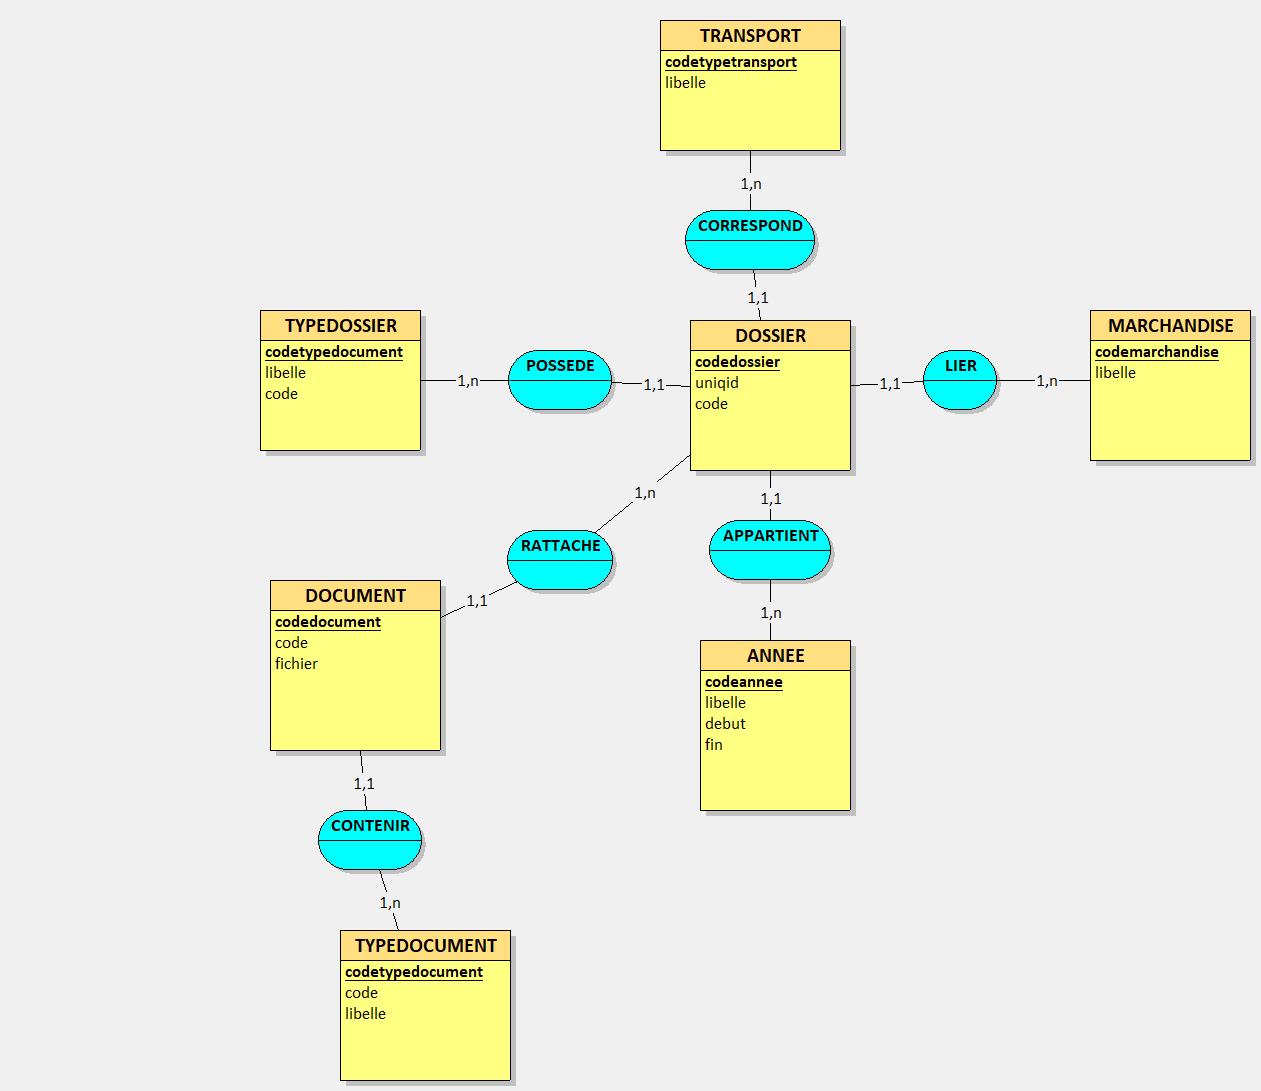 TRANSPORT
codetypetransport
libelle
1,n
CORRESPOND
1,1
TYPEDOSSIER
codetypedocument
libelle
code
1,n
POSSEDE
1,1
DOSSIER
codedossier
uniqid
code
1,1
LIER
1,n
MARCHANDISE
codemarchandise
libelle
1,n
RATTACHE
1,1
1,1
APPARTIENT
1,n
DOCUMENT
codedocument
code
fichier
ANNEE
codeannee
libelle
debut
fin
1,1
CONTENIR
1,n
TYPEDOCUMENT
codetypedocument
code
libelle